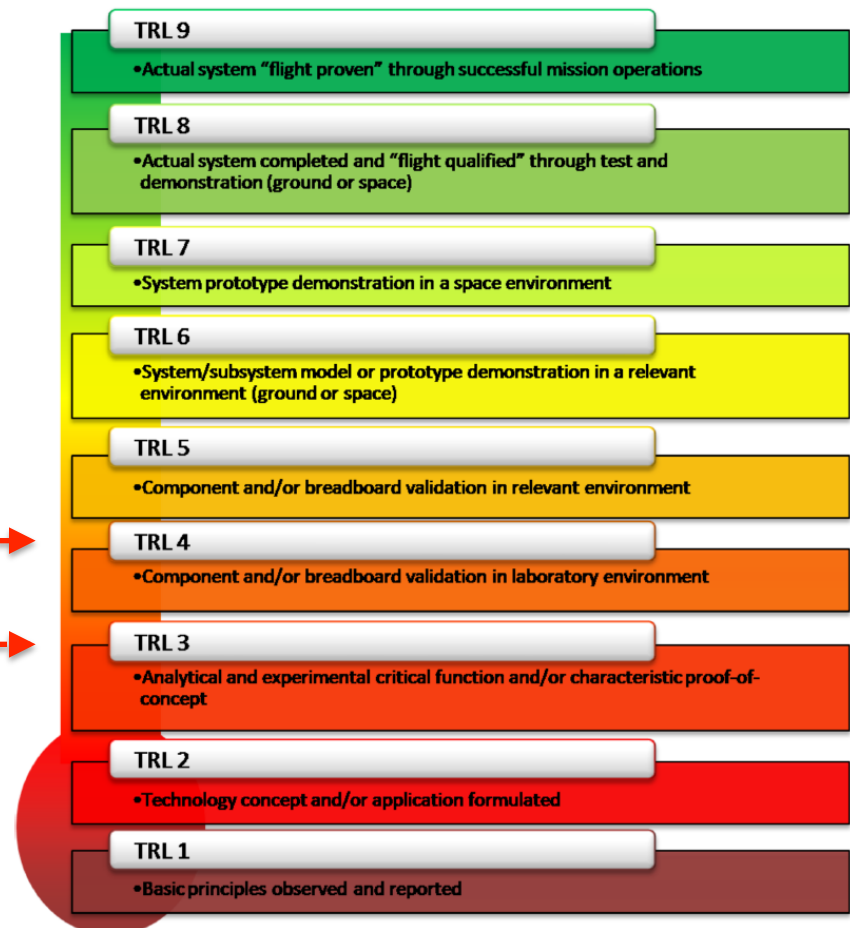 TRL 9
•Actual system “flight proven” through successful mission operations
TRL 8
•Actual system completed and “flight qualified” through test and
demonstration (ground or space)
TRL 7
•System prototype demonstration in a space environment
TRL 6
•System/subsystem model or prototype demonstration in a relevant
environment (ground or space)
TRL 5
•Component and/or breadboard validation in relevant environment
TRL 4
•Component and/or breadboard validation in laboratory environment
TRL 3
•Analytical and experimental critical function and/or characteristic proof-of-
concept
TRL 2
•Technology concept and/or application formulated
TRL 1
•Basic principles observed and reported